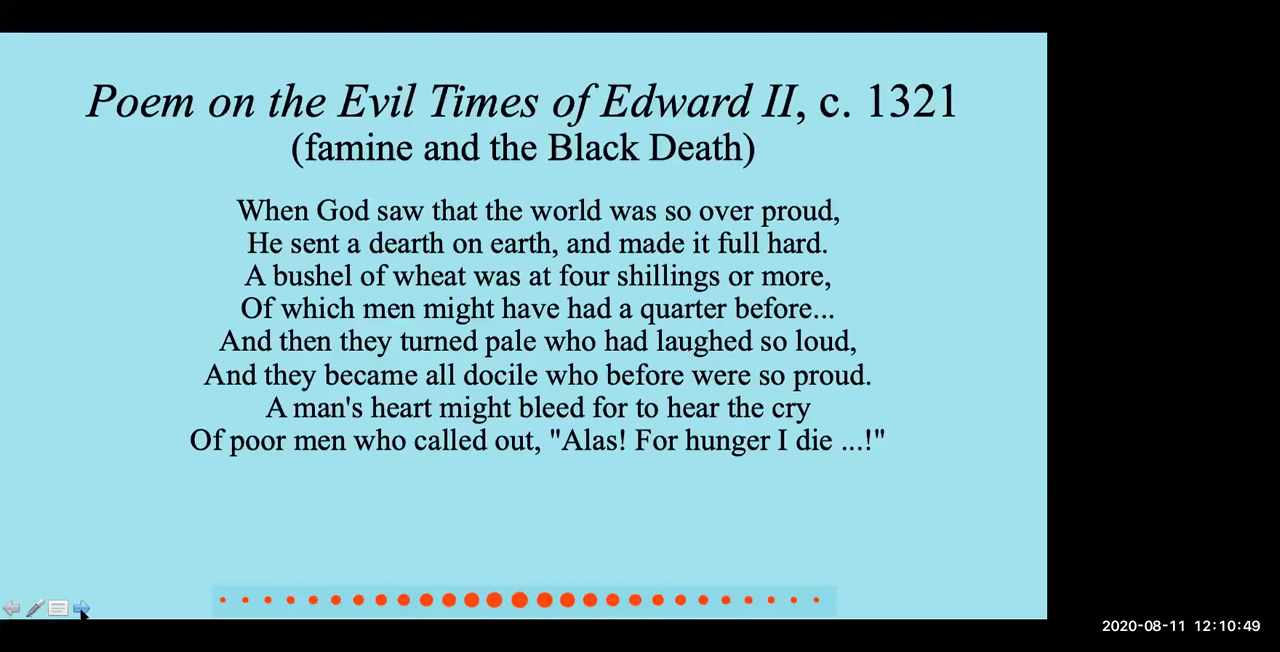 Poem on the Evil Times of Edward II, c. 1321
(famine and the Black Death)
When God saw that the world was so over proud,
He sent a dearth on earth, and made it full hard.
A bushel of wheat was at four shillings or more,
Of which men might have had a quarter before...
And then they turned pale who had laughed so loud,
And they became all docile who before were so proud.
A man's heart might bleed for to hear the cry
Of poor men who called out, "Alas! For hunger I die ...!"
2020-08-11 12:10:49